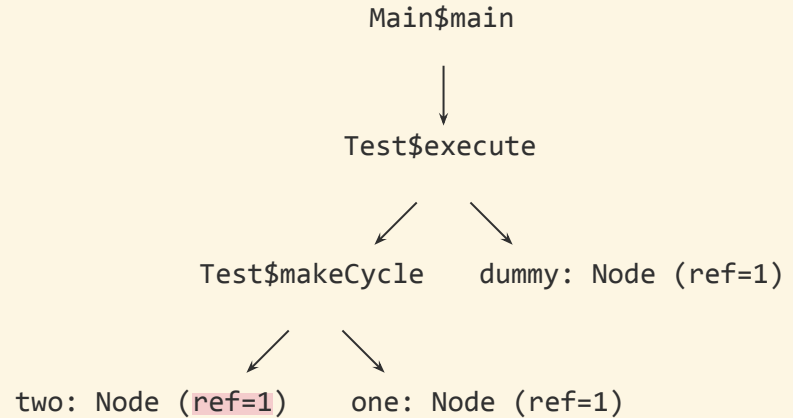 Main$main
Test$execute
Test$makeCycle dummy: Node (ref=1)
two: Node (ref=1) one: Node (ref=1)